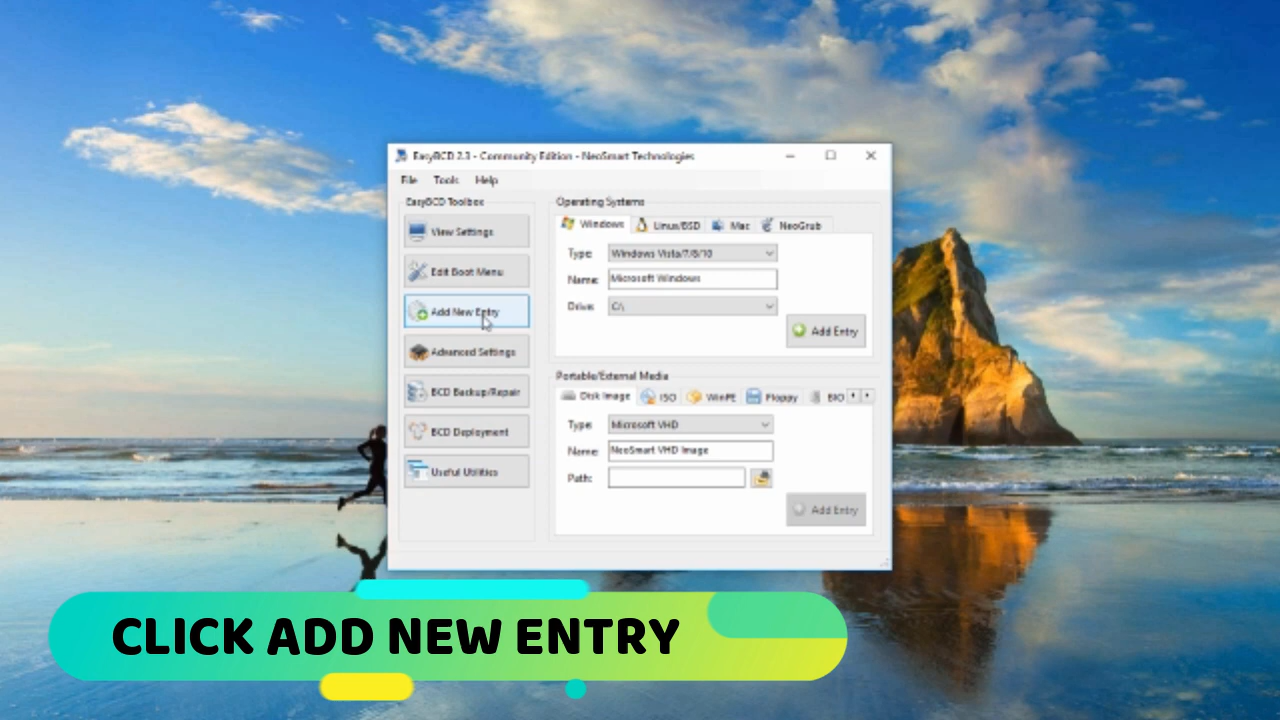 EasyBCD 2.3 - Community Edition - NeoSmart Technologies
File Tools Help
EasyBCD Toolbox
View Settings
Edit Boot Menu
Add New Entry
Advanced Settings
BCD Backup/Repair
BCD Deployment
Useful Utilities
Operating Systems
Windows Linux/BSD Mac NeoGrub
Type: Windows Vista/7/8/10
Name: Microsoft Windows
Drive: C:\
Add Entry
Portable/External Media
Disk Image ISO WinPE Floppy BIO
Type: Microsoft VHD
Name: NeoSmart VHD Image
Path:
Add Entry
CLICK ADD NEW ENTRY